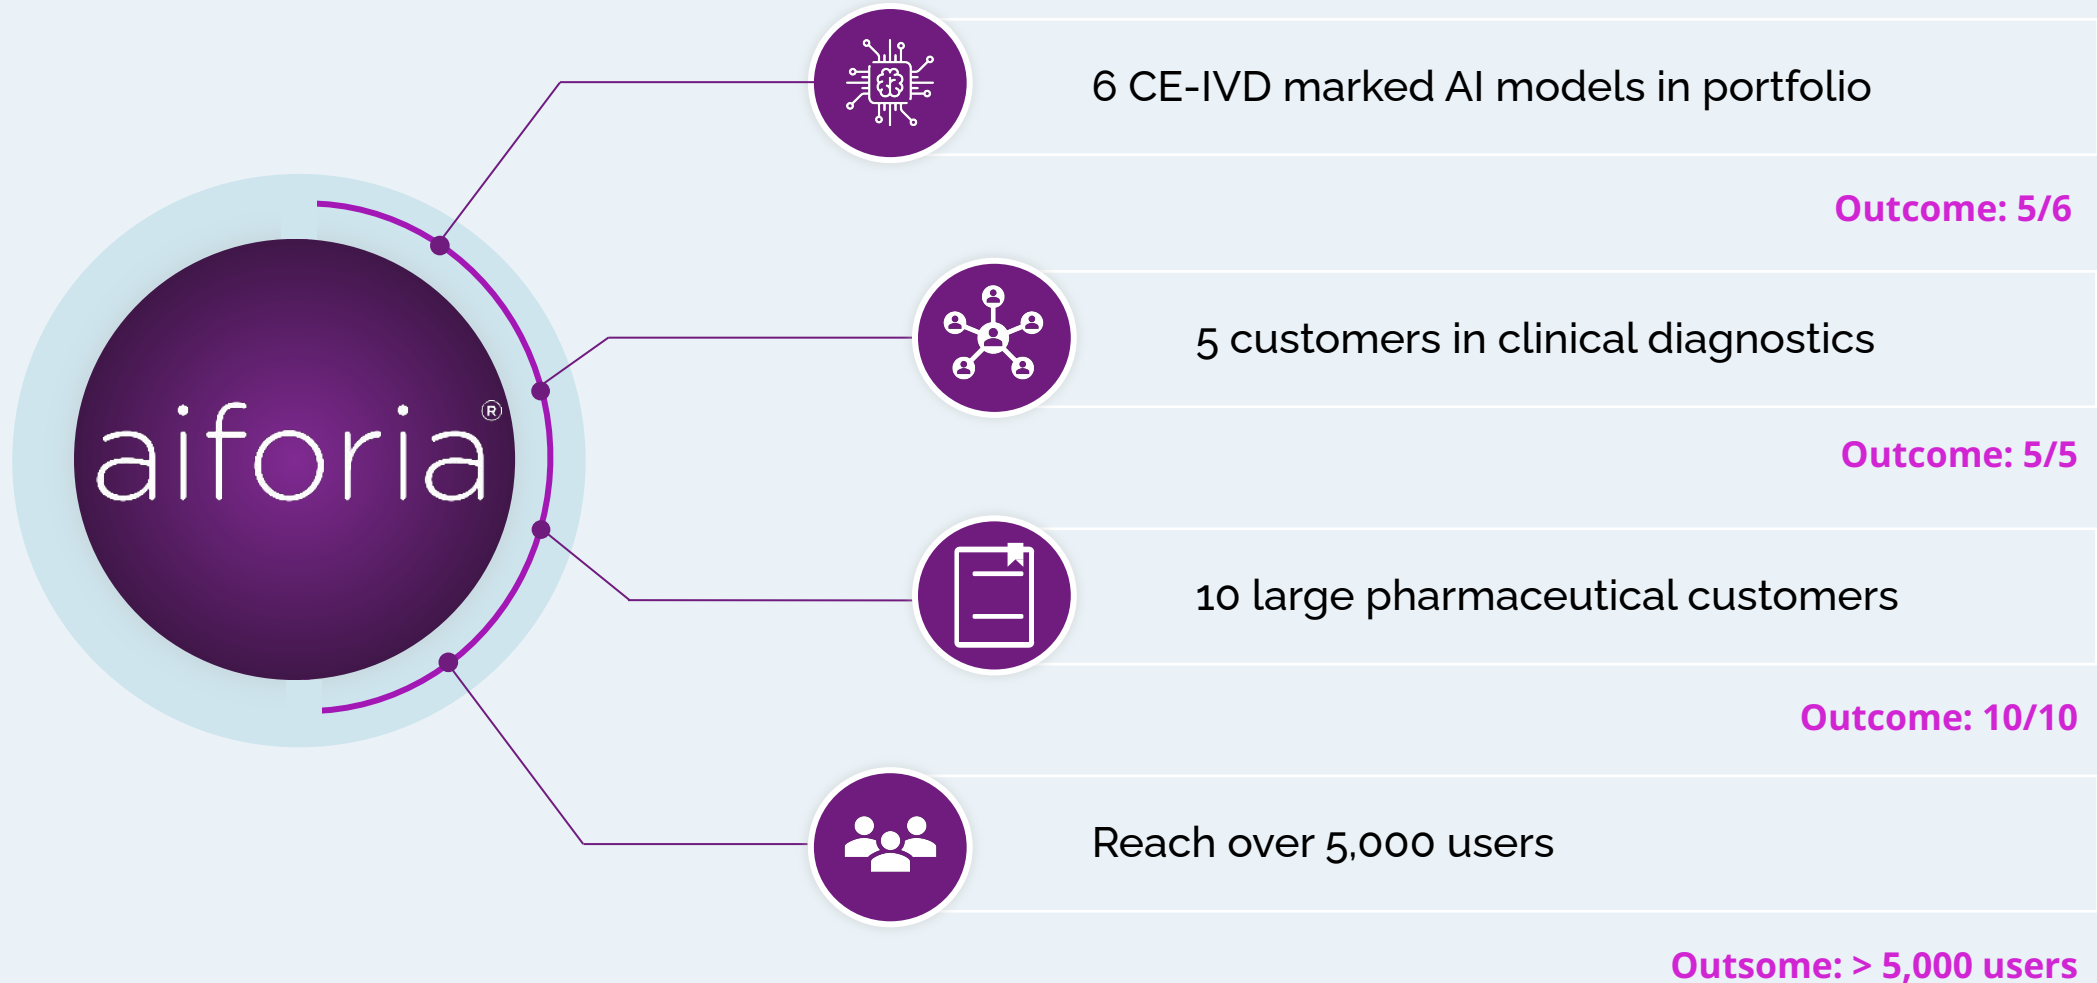 6 CE-IVD marked AI models in portfolio
Outcome: 5/6
5 customers in clinical diagnostics
Outcome: 5/5
aiforia®
10 large pharmaceutical customers
Outcome: 10/10
Reach over 5,000 users
Outsome: > 5,000 users